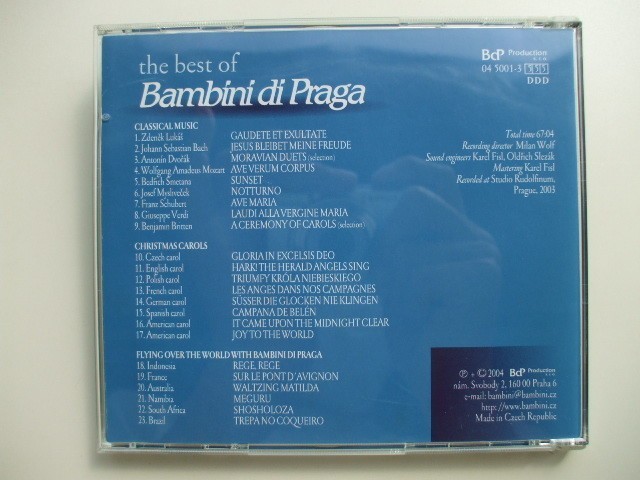 the best of
Bambini di Praga
BcP Production
s.r.o.
04 5001-3 555
DDD
CLASSICAL MUSIC
1. Zdeněk Lukáš GAUDETE ET EXULTATE
2. Johann Sebastian Bach JESUS BLEIBET MEINE FREUDE
3. Antonín Dvořák MORAVIAN DUETS (selection)
4. Wolfgang Amadeus Mozart AVE VERUM CORPUS
5. Bedřich Smetana SUNSET
6. Josef Mysliveček NOTTURNO
7. Franz Schubert AVE MARIA
8. Giuseppe Verdi LAUDI ALLA VERGINE MARIA
9. Benjamin Britten A CEREMONY OF CAROLS (selection)
Total time 67:04
Recording director Milan Wolf
Sound engineers Karel Fisl, Oldřich Slezák
Mastering Karel Fisl
Recorded at Studio Rudolfinum,
Prague, 2003
CHRISTMAS CAROLS
10. Czech carol GLORIA IN EXCELSIS DEO
11. English carol HARK! THE HERALD ANGELS SING
12. Polish carol TRIUMFY KRÓLA NIEBIESKIEGO
13. French carol LES ANGES DANS NOS CAMPAGNES
14. German carol SÜSSER DIE GLOCKEN NIE KLINGEN
15. Spanish carol CAMPANA DE BELÉN
16. American carol IT CAME UPON THE MIDNIGHT CLEAR
17. American carol JOY TO THE WORLD
FLYING OVER THE WORLD WITH BAMBINI DI PRAGA
18. Indonesia REGE, REGE
19. France SUR LE PONT D'AVIGNON
20. Australia WALTZING MATILDA
21. Namibia MEGURU
22. South Africa SHOSHOLOZA
23. Brazil TREPA NO COQUEIRO
℗ + © 2004 BcP Production
s.r.o.
nám. Svobody 2, 160 00 Praha 6
e-mail: bambini@bambini.cz
http://www.bambini.cz
Made in Czech Republic